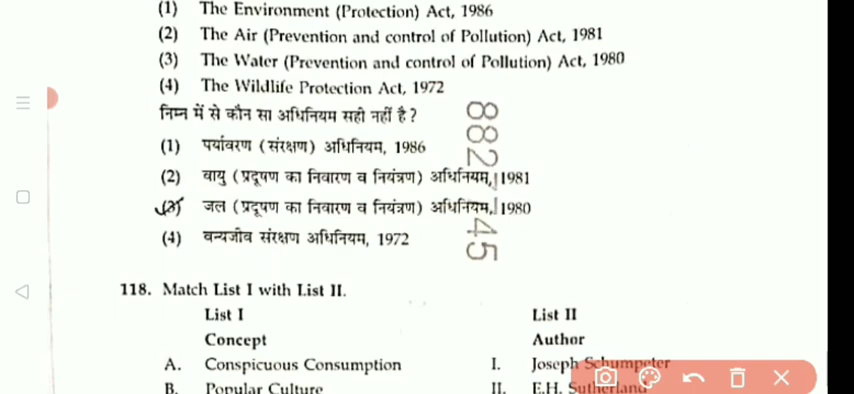 (1) The Environment (Protection) Act, 1986
(2) The Air (Prevention and control of Pollution) Act, 1981
(3) The Water (Prevention and control of Pollution) Act, 1980
(4) The Wildlife Protection Act, 1972
निम्न में से कौन सा अधिनियम सही नहीं है ?
(1) पर्यावरण (संरक्षण) अधिनियम, 1986
(2) वायु (प्रदूषण का निवारण व नियंत्रण) अधिनियम, 1981
(3) जल (प्रदूषण का निवारण व नियंत्रण) अधिनियम, 1980
(4) वन्यजीव संरक्षण अधिनियम, 1972
882 45
118. Match List I with List II.
List I List II
Concept Author
A. Conspicuous Consumption I. Joseph Schumpeter
B. Popular Culture II. E.H. Sutherland